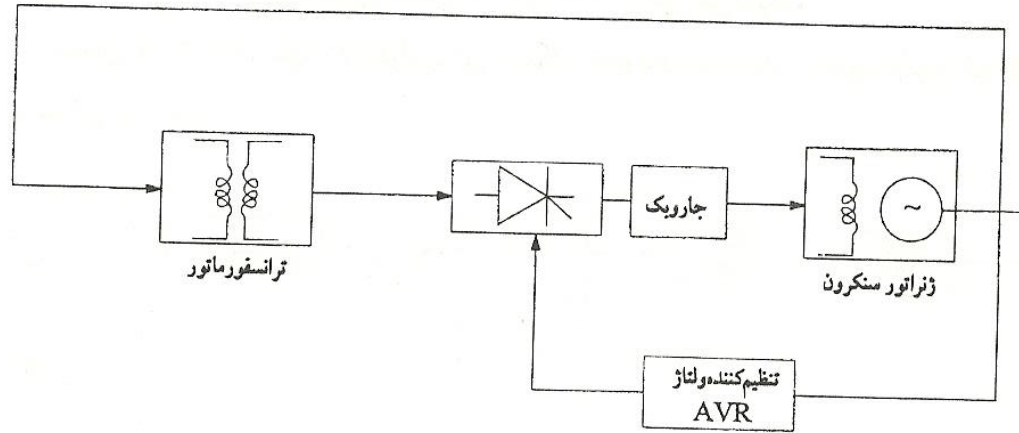 جاروبک
~
ترانسفورماتور
ژنراتور سنکرون
تنظیم‌کننده ولتاژ
AVR